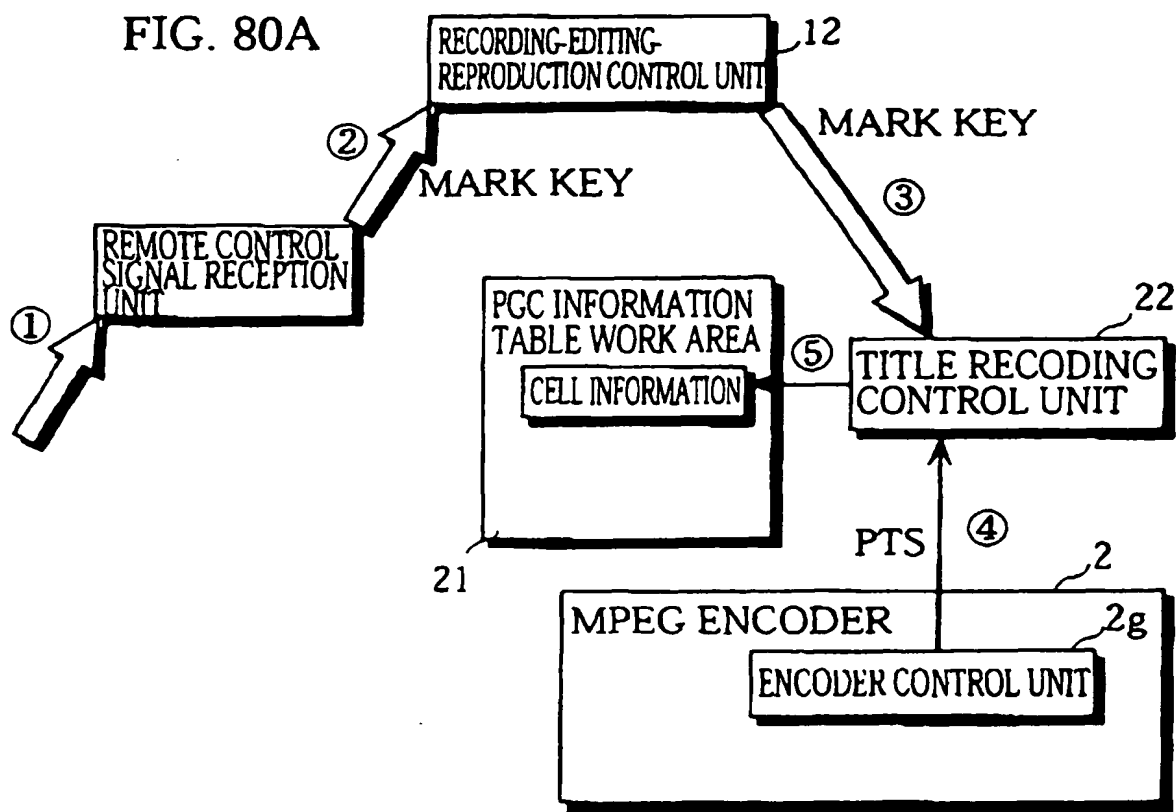 FIG. 80A
RECORDING-EDITING-
REPRODUCTION CONTROL UNIT
12
②
MARK KEY
MARK KEY
③
REMOTE CONTROL
SIGNAL RECEPTION
UNIT
①
PGC INFORMATION
TABLE WORK AREA
CELL INFORMATION
⑤
22
TITLE RECODING
CONTROL UNIT
21
PTS
④
2
MPEG ENCODER
2g
ENCODER CONTROL UNIT